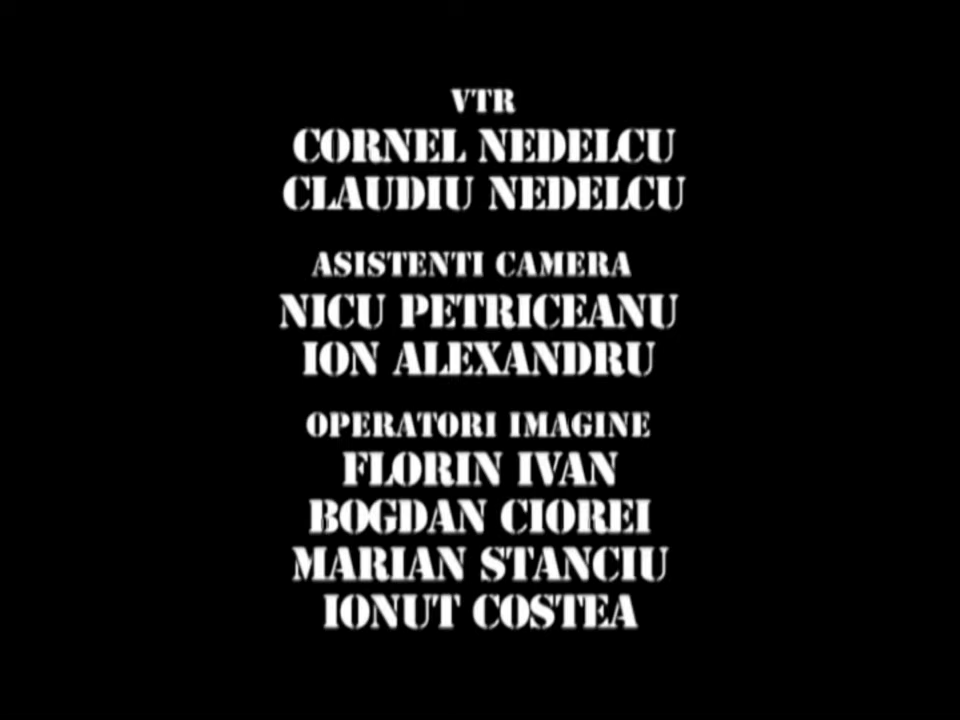 VTR
CORNEL NEDELCU
CLAUDIU NEDELCU
ASISTENTI CAMERA
NICU PETRICEANU
ION ALEXANDRU
OPERATORI IMAGINE
FLORIN IVAN
BOGDAN CIOREI
MARIAN STANCIU
IONUT COSTEA